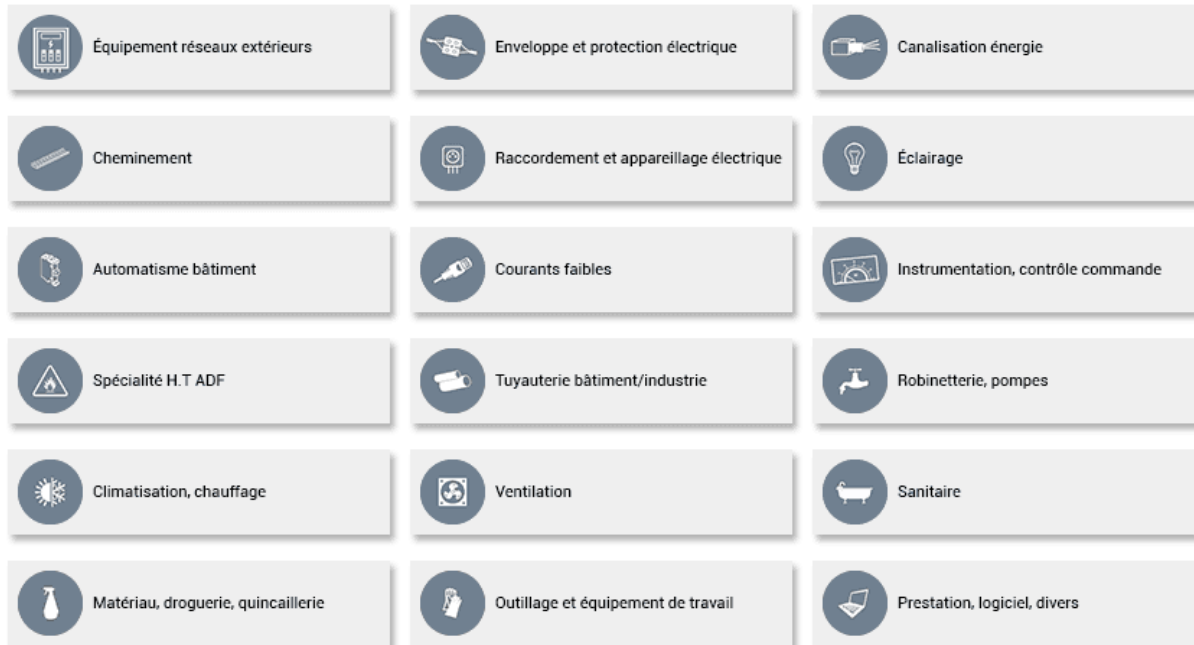 Équipement réseaux extérieurs
Enveloppe et protection électrique
Canalisation énergie
Cheminement
Raccordement et appareillage électrique
Éclairage
Automatisme bâtiment
Courants faibles
Instrumentation, contrôle commande
Spécialité H.T ADF
Tuyauterie bâtiment/industrie
Robinetterie, pompes
Climatisation, chauffage
Ventilation
Sanitaire
Matériau, droguerie, quincaillerie
Outillage et équipement de travail
Prestation, logiciel, divers